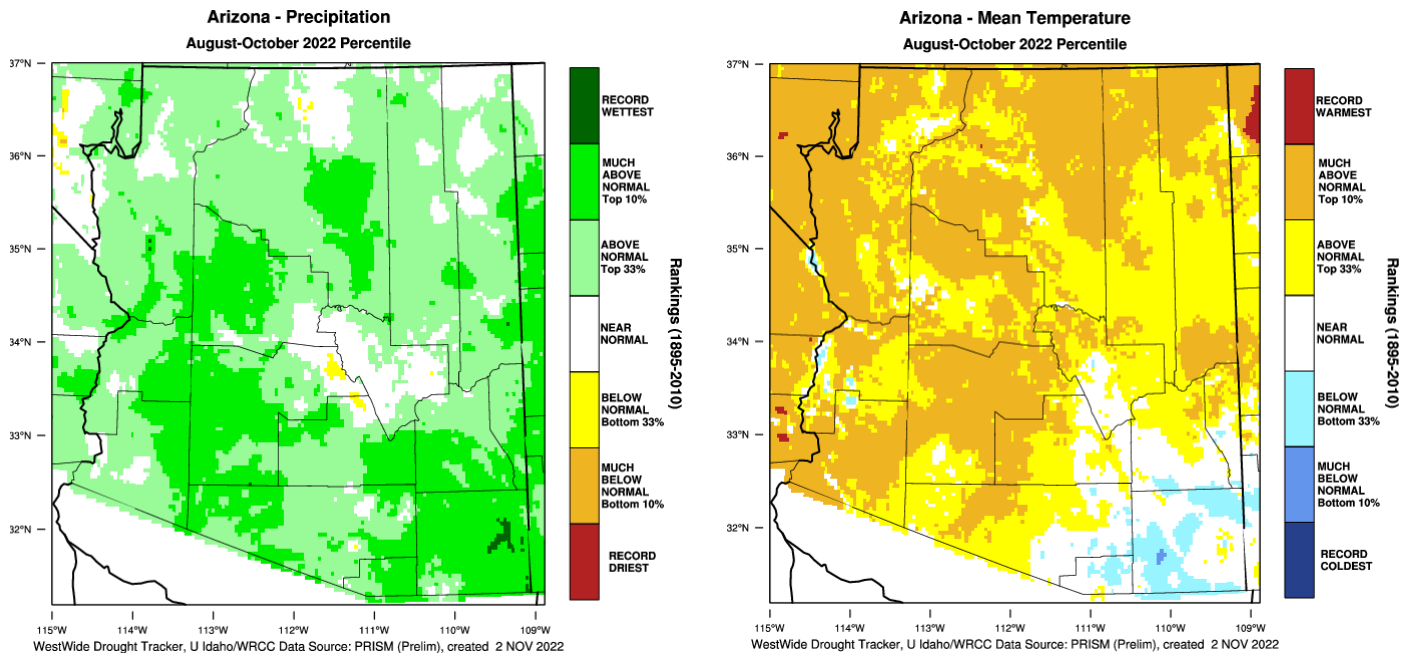 Arizona - Precipitation
August-October 2022 Percentile
37°N
36°N
35°N
34°N
33°N
32°N
115°W 114°W 113°W 112°W 111°W 110°W 109°W
RECORD
WETTEST
MUCH
ABOVE
NORMAL
Top 10%
ABOVE
NORMAL
Top 33%
NEAR
NORMAL
BELOW
NORMAL
Bottom 33%
MUCH
BELOW
NORMAL
Bottom 10%
RECORD
DRIEST
Rankings (1895-2010)
WestWide Drought Tracker, U Idaho/WRCC Data Source: PRISM (Prelim), created 2 NOV 2022
Arizona - Mean Temperature
August-October 2022 Percentile
37°N
36°N
35°N
34°N
33°N
32°N
115°W 114°W 113°W 112°W 111°W 110°W 109°W
RECORD
WARMEST
MUCH
ABOVE
NORMAL
Top 10%
ABOVE
NORMAL
Top 33%
NEAR
NORMAL
BELOW
NORMAL
Bottom 33%
MUCH
BELOW
NORMAL
Bottom 10%
RECORD
COLDEST
Rankings (1895-2010)
WestWide Drought Tracker, U Idaho/WRCC Data Source: PRISM (Prelim), created 2 NOV 2022